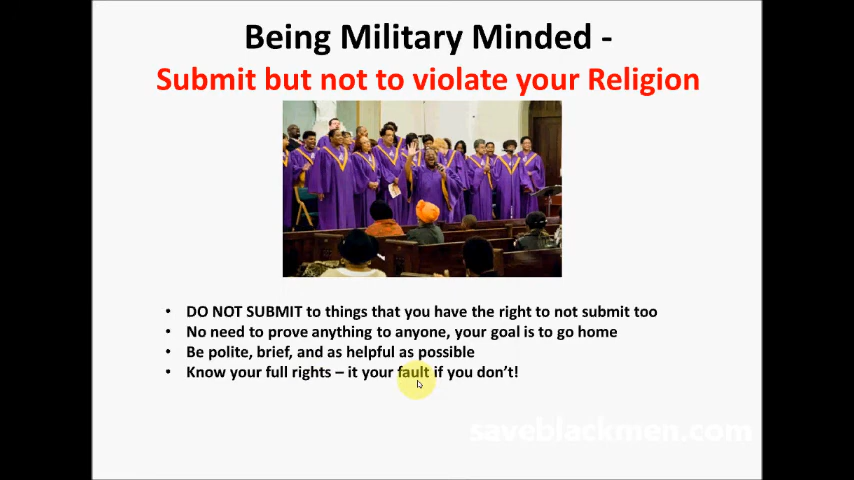 Being Military Minded -
Submit but not to violate your Religion
• DO NOT SUBMIT to things that you have the right to not submit too
• No need to prove anything to anyone, your goal is to go home
• Be polite, brief, and as helpful as possible
• Know your full rights – it your fault if you don't!
saveblackmen.com